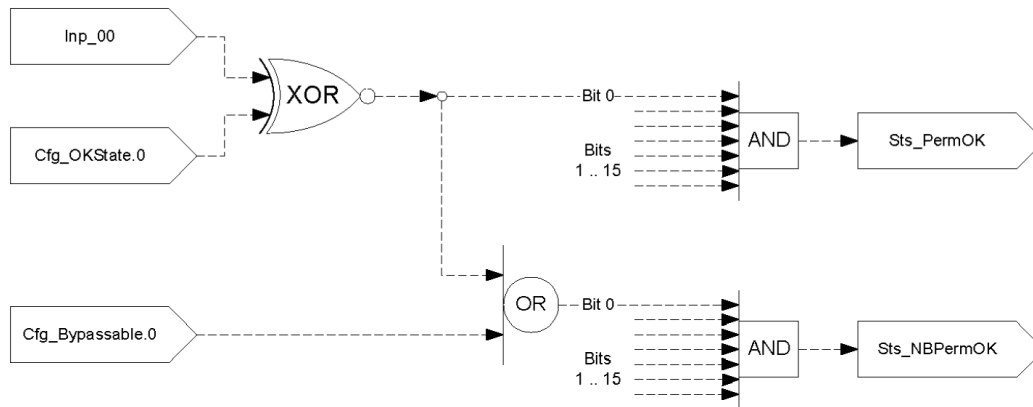 Inp_00
XOR
Cfg_OKState.0
Bit 0
Bits
1 .. 15
AND
Sts_PermOK
Cfg_Bypassable.0
OR
Bit 0
Bits
1 .. 15
AND
Sts_NBPermOK